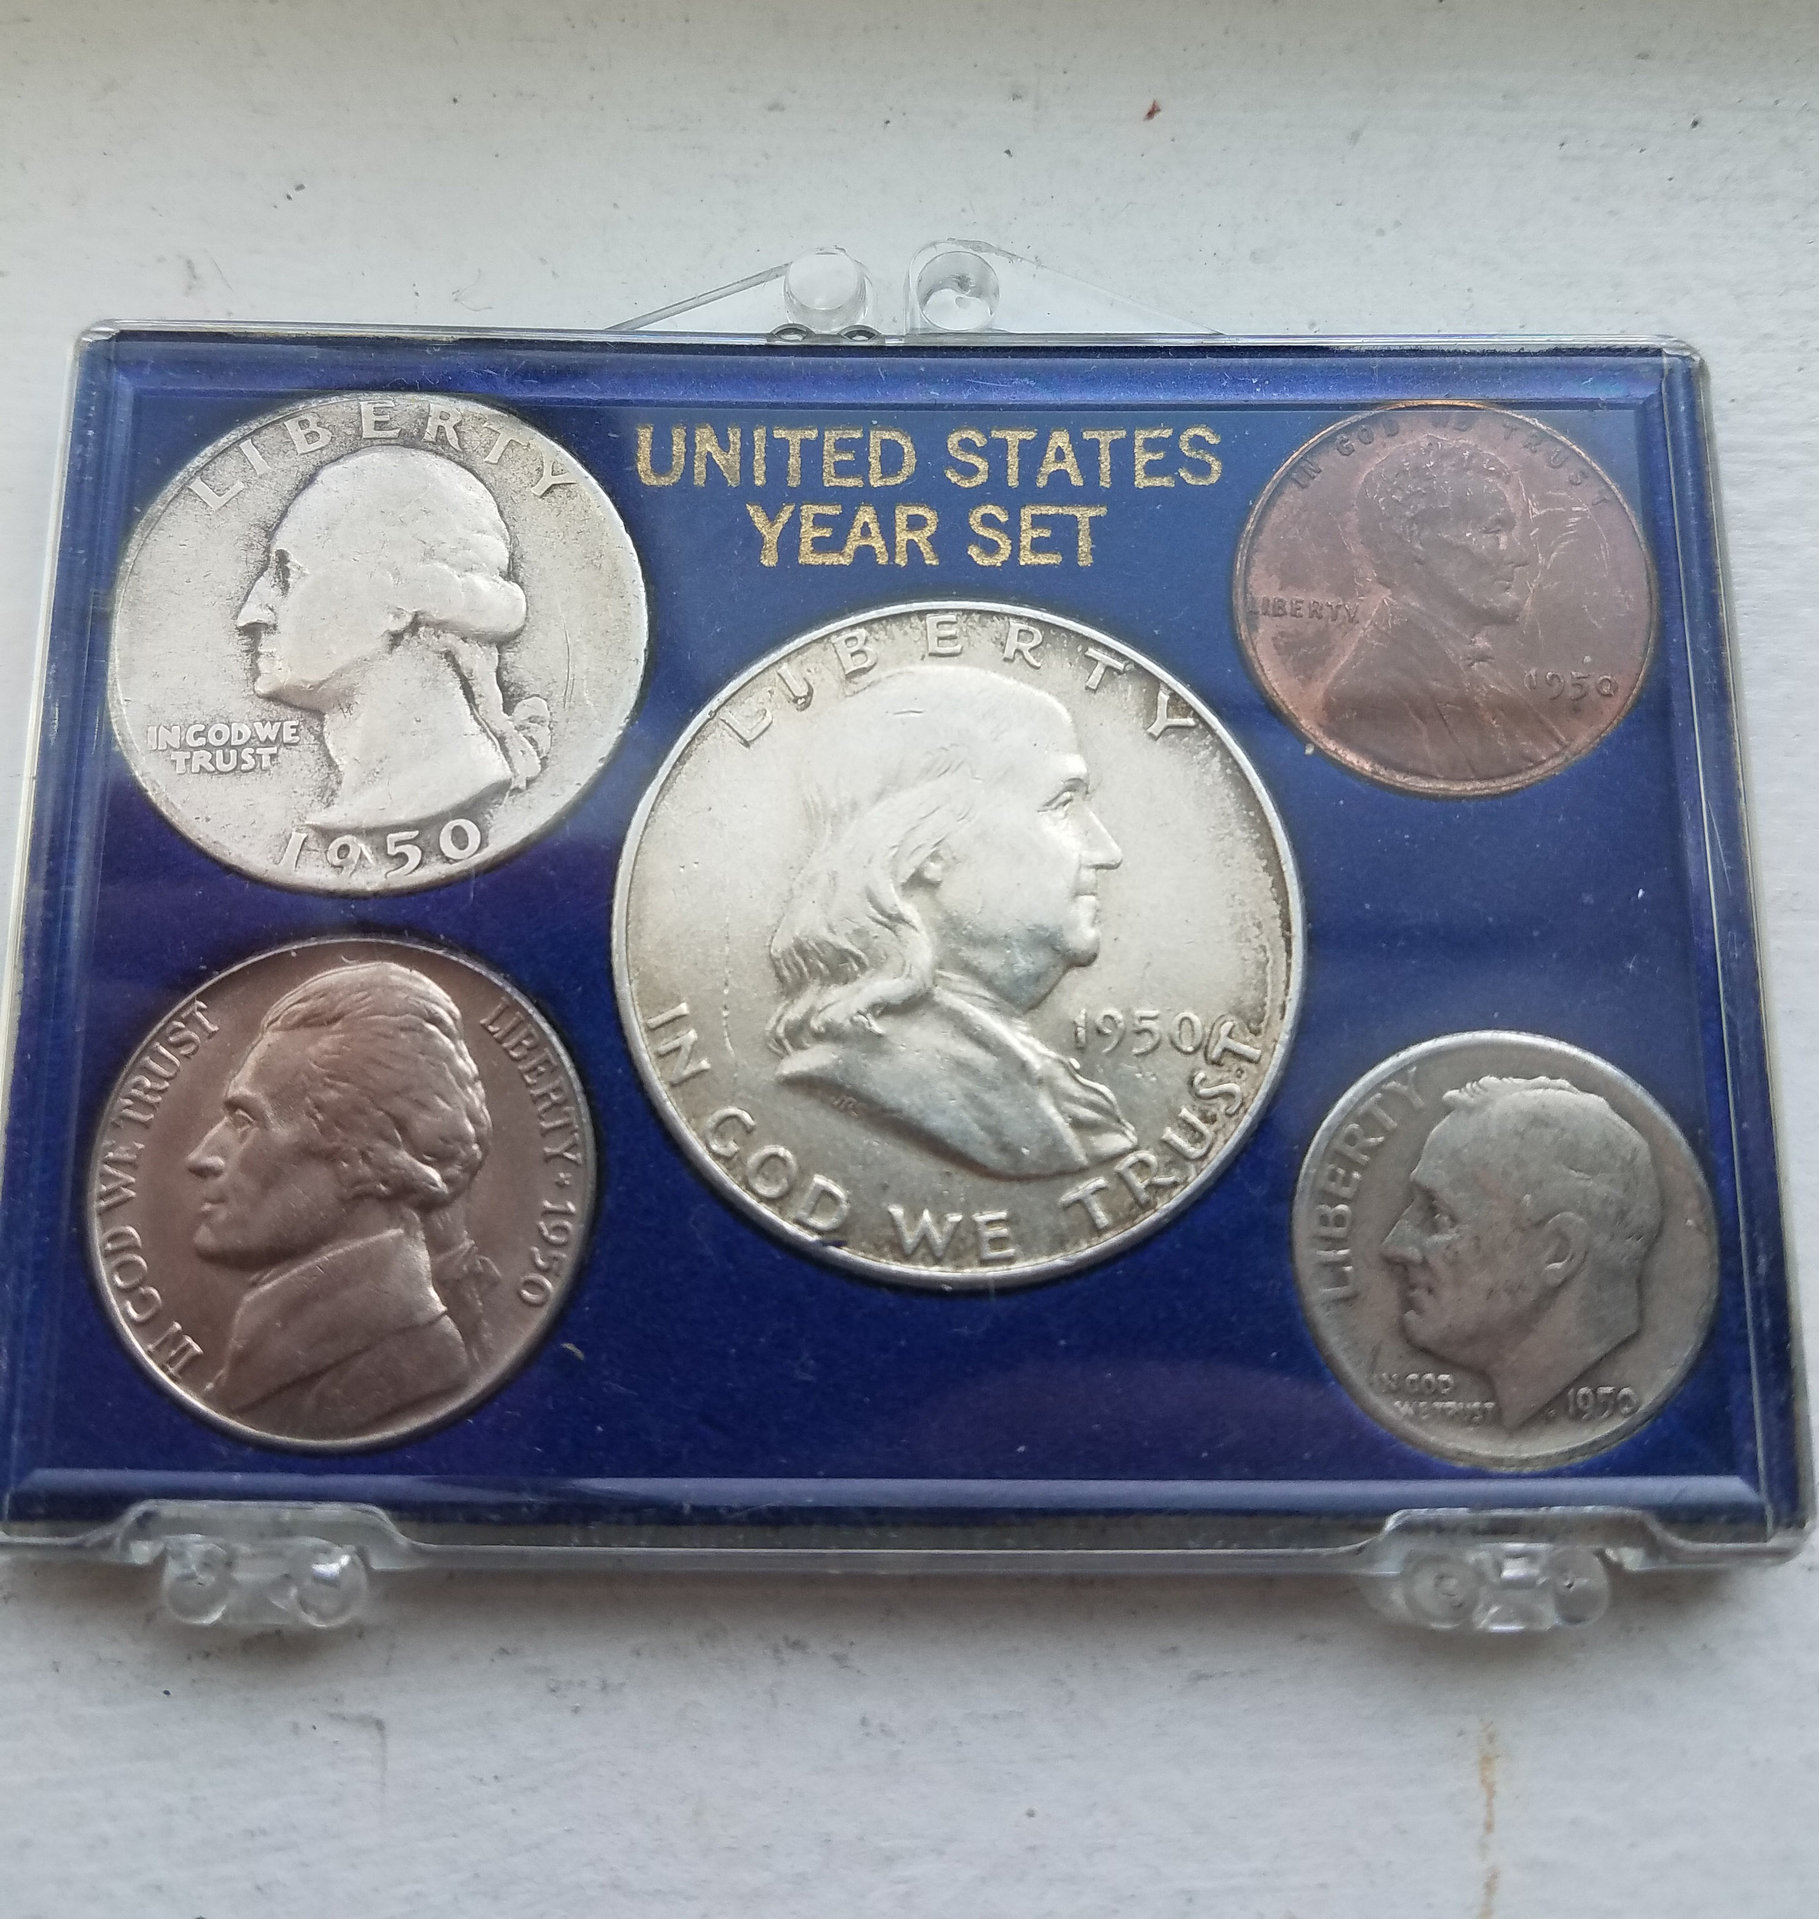 UNITED STATES
YEAR SET
LIBERTY
IN GOD WE
TRUST
1950
IN GOD WE TRUST
LIBERTY
1950
LIBERTY
1950
IN GOD WE TRUST
JRS
IN GOD WE TRUST
LIBERTY ★ 1950
LIBERTY
IN GOD
WE TRUST
1950